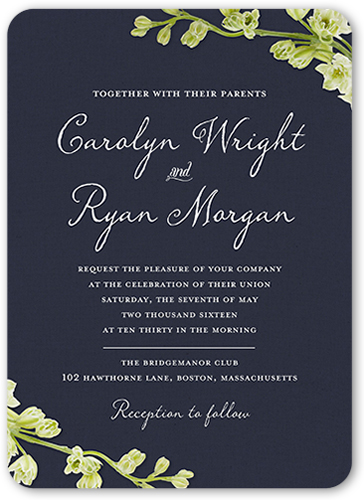 TOGETHER WITH THEIR PARENTS
Carolyn Wright
and
Ryan Morgan
REQUEST THE PLEASURE OF YOUR COMPANY
AT THE CELEBRATION OF THEIR UNION
SATURDAY, THE SEVENTH OF MAY
TWO THOUSAND SIXTEEN
AT TEN THIRTY IN THE MORNING
THE BRIDGEMANOR CLUB
102 HAWTHORNE LANE, BOSTON, MASSACHUSETTS
Reception to follow